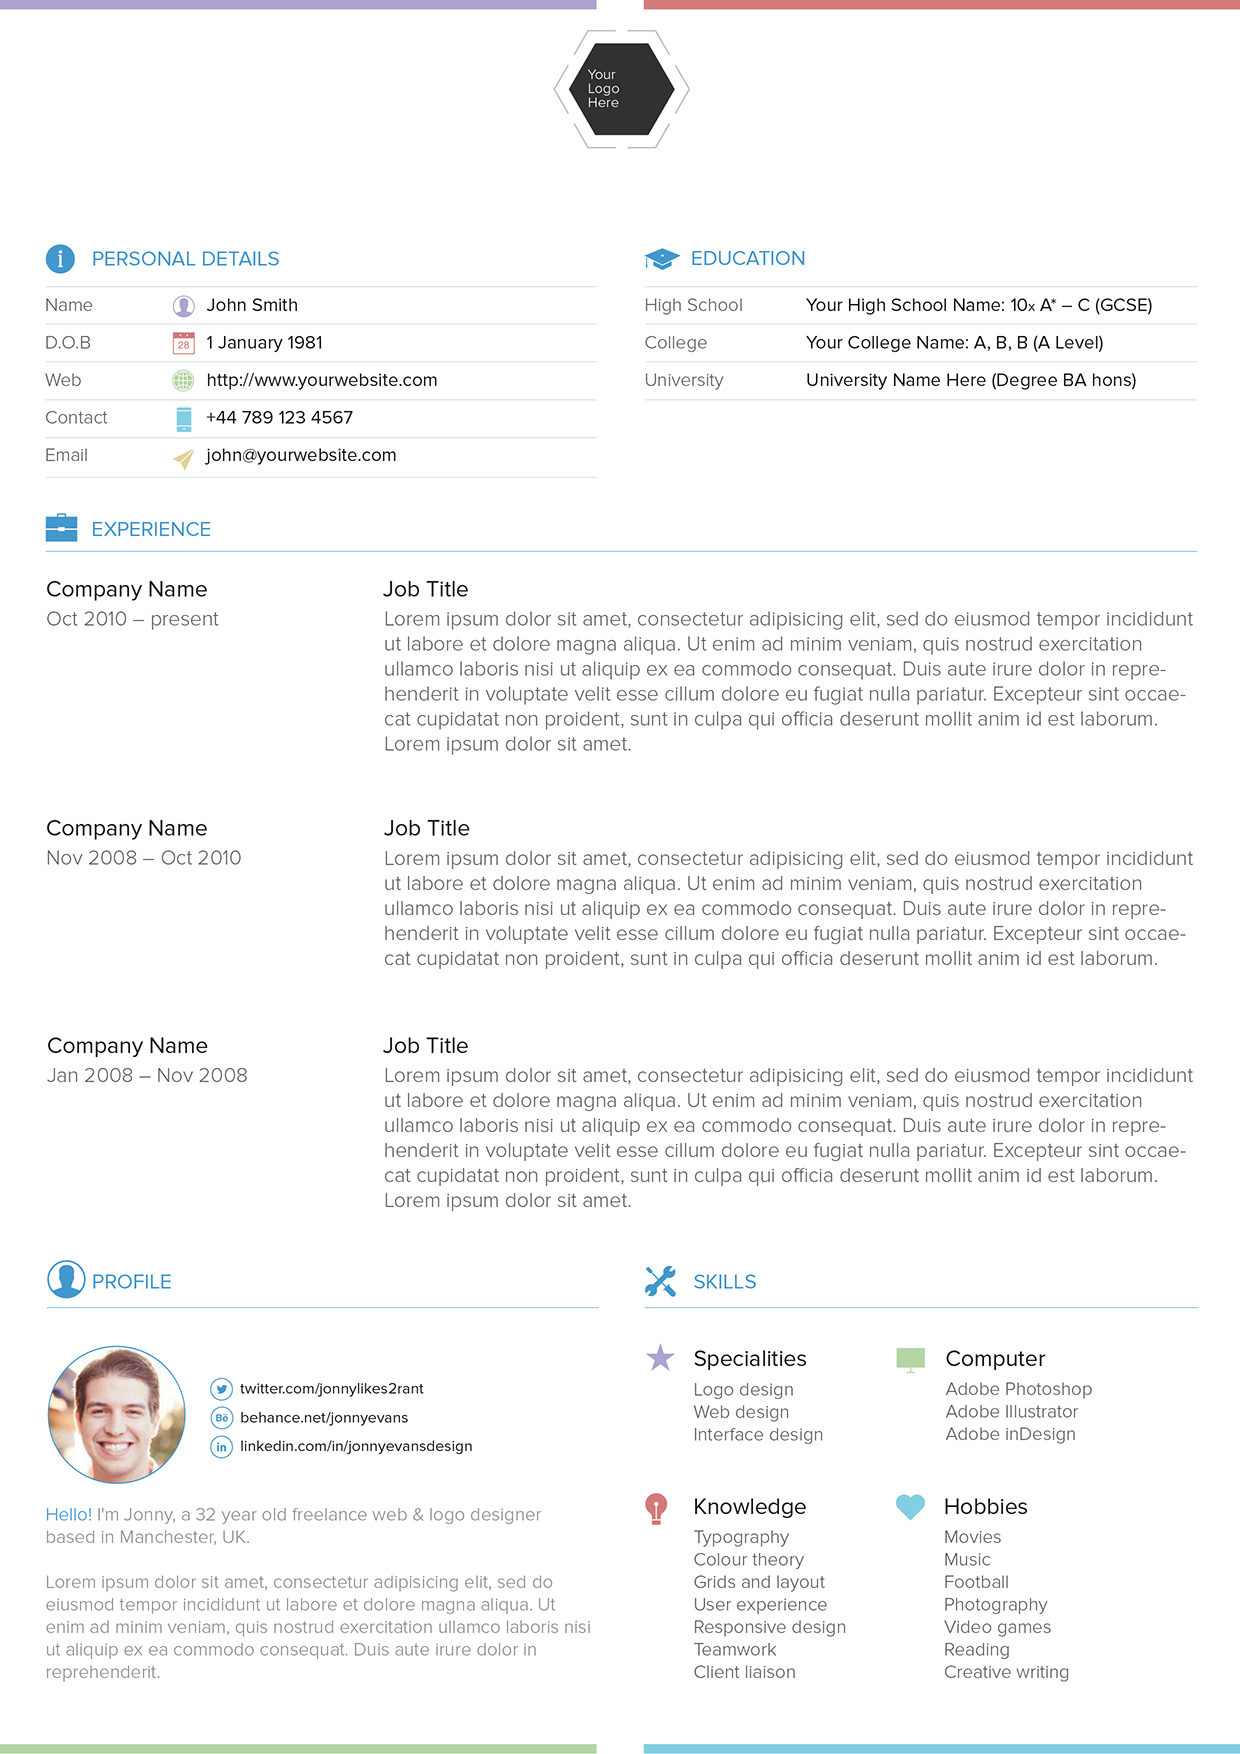 Your
Logo
Here
PERSONAL DETAILS
Name John Smith
D.O.B 28 1 January 1981
Web http://www.yourwebsite.com
Contact +44 789 123 4567
Email john@yourwebsite.com
EDUCATION
High School Your High School Name: 10x A* – C (GCSE)
College Your College Name: A, B, B (A Level)
University University Name Here (Degree BA hons)
EXPERIENCE
Company Name
Oct 2010 – present
Job Title
Lorem ipsum dolor sit amet, consectetur adipisicing elit, sed do eiusmod tempor incididunt
ut labore et dolore magna aliqua. Ut enim ad minim veniam, quis nostrud exercitation
ullamco laboris nisi ut aliquip ex ea commodo consequat. Duis aute irure dolor in repre-
henderit in voluptate velit esse cillum dolore eu fugiat nulla pariatur. Excepteur sint occae-
cat cupidatat non proident, sunt in culpa qui officia deserunt mollit anim id est laborum.
Lorem ipsum dolor sit amet.
Company Name
Nov 2008 – Oct 2010
Job Title
Lorem ipsum dolor sit amet, consectetur adipisicing elit, sed do eiusmod tempor incididunt
ut labore et dolore magna aliqua. Ut enim ad minim veniam, quis nostrud exercitation
ullamco laboris nisi ut aliquip ex ea commodo consequat. Duis aute irure dolor in repre-
henderit in voluptate velit esse cillum dolore eu fugiat nulla pariatur. Excepteur sint occae-
cat cupidatat non proident, sunt in culpa qui officia deserunt mollit anim id est laborum.
Company Name
Jan 2008 – Nov 2008
Job Title
Lorem ipsum dolor sit amet, consectetur adipisicing elit, sed do eiusmod tempor incididunt
ut labore et dolore magna aliqua. Ut enim ad minim veniam, quis nostrud exercitation
ullamco laboris nisi ut aliquip ex ea commodo consequat. Duis aute irure dolor in repre-
henderit in voluptate velit esse cillum dolore eu fugiat nulla pariatur. Excepteur sint occae-
cat cupidatat non proident, sunt in culpa qui officia deserunt mollit anim id est laborum.
Lorem ipsum dolor sit amet.
PROFILE
twitter.com/jonnylikes2rant
Bē behance.net/jonnyevans
in linkedin.com/in/jonnyevansdesign
Hello! I'm Jonny, a 32 year old freelance web & logo designer
based in Manchester, UK.
Lorem ipsum dolor sit amet, consectetur adipisicing elit, sed do
eiusmod tempor incididunt ut labore et dolore magna aliqua. Ut
enim ad minim veniam, quis nostrud exercitation ullamco laboris nisi
ut aliquip ex ea commodo consequat. Duis aute irure dolor in
reprehenderit.
SKILLS
Specialities
Logo design
Web design
Interface design
Computer
Adobe Photoshop
Adobe Illustrator
Adobe inDesign
Knowledge
Typography
Colour theory
Grids and layout
User experience
Responsive design
Teamwork
Client liaison
Hobbies
Movies
Music
Football
Photography
Video games
Reading
Creative writing